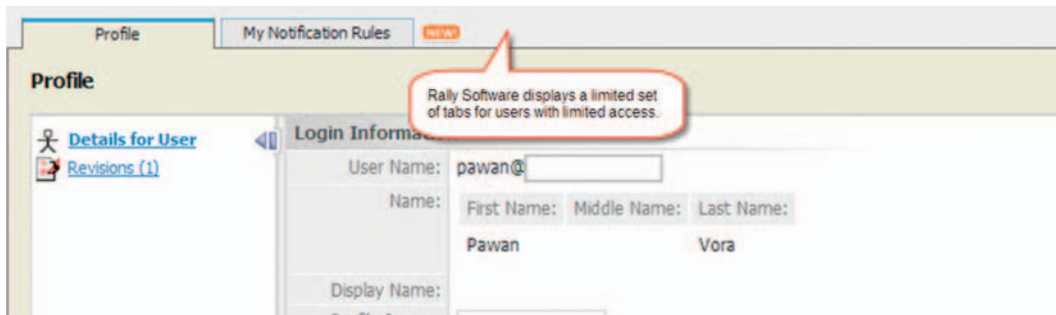 Profile
My Notification Rules
NEW!
Rally Software displays a limited set
of tabs for users with limited access.
Profile
Details for User
Revisions (1)
Login
User Name: pawan@
Name:
First Name: Middle Name: Last Name:
Pawan Vora
Display Name: